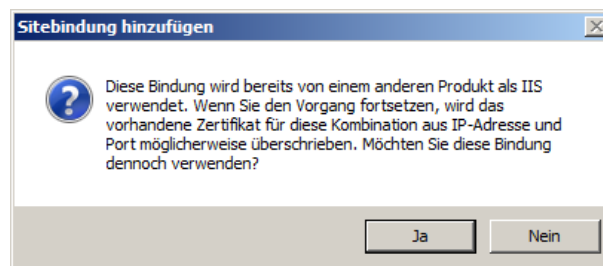 Sitebindung hinzufügen
Diese Bindung wird bereits von einem anderen Produkt als IIS
verwendet. Wenn Sie den Vorgang fortsetzen, wird das
vorhandene Zertifikat für diese Kombination aus IP-Adresse und
Port möglicherweise überschrieben. Möchten Sie diese Bindung
dennoch verwenden?
Ja
Nein